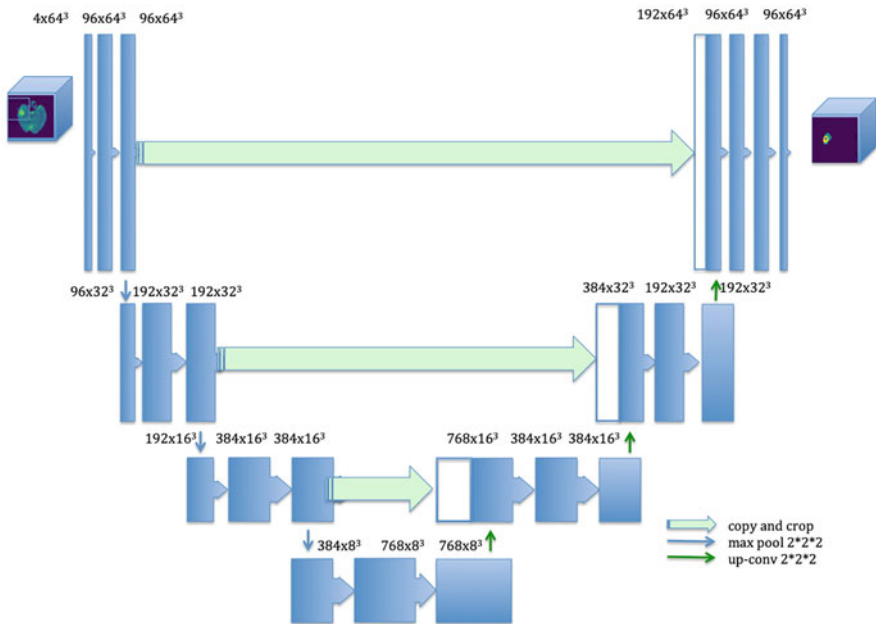 4x64³ 96x64³ 96x64³ 192x64³ 96x64³ 96x64³
96x32³ 192x32³ 192x32³ 384x32³ 192x32³ 192x32³
192x16³ 384x16³ 384x16³ 768x16³ 384x16³ 384x16³
copy and crop
max pool 2*2*2
up-conv 2*2*2
384x8³ 768x8³ 768x8³